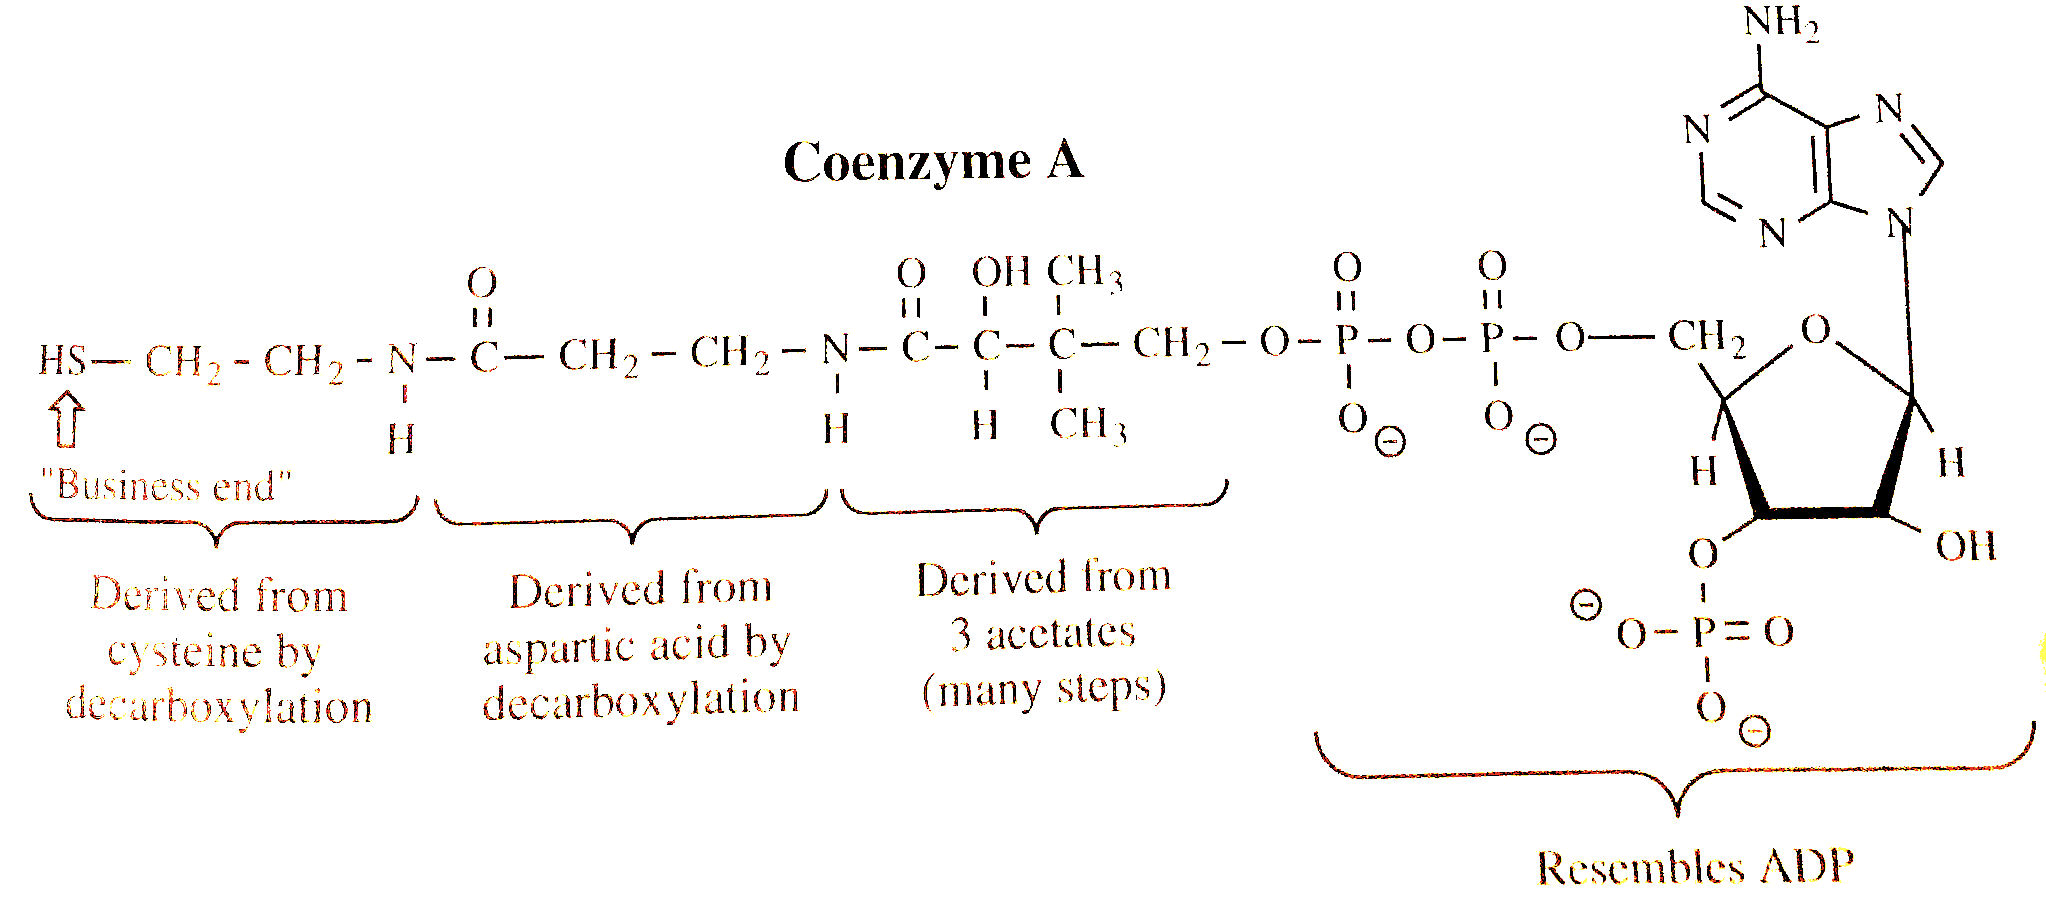 Coenzyme A
NH2
N N
N N
O O OH CH3 O O
HS— CH2 - CH2 - N — C — CH2 — CH2 — N — C — C — C — CH2 — O — P — O — P — O — CH2 O
H H H CH3 O⊖ O⊖ H H
"Business end"
O OH
⊖ O — P = O
O ⊖
Derived from
cysteine by
decarboxylation
Derived from
aspartic acid by
decarboxylation
Derived from
3 acetates
(many steps)
Resembles ADP